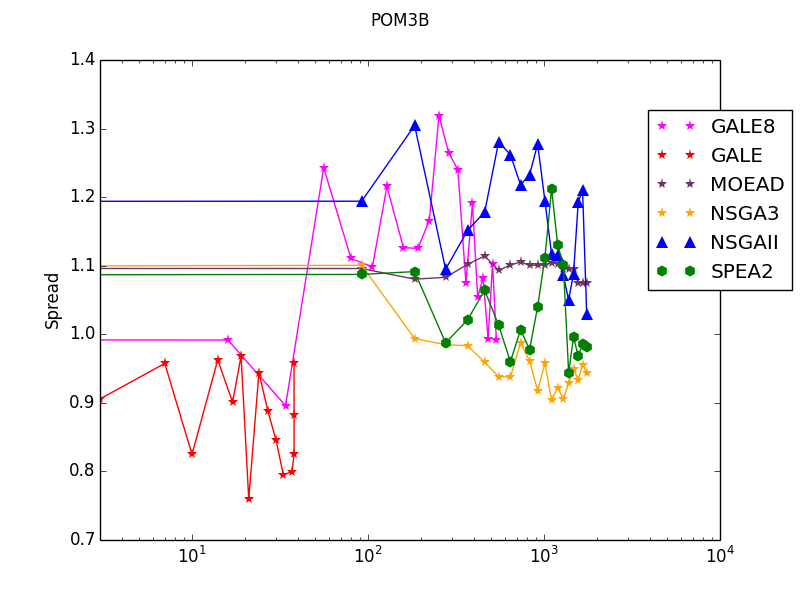 POM3B
1.4
1.3
1.2
1.1
1.0
0.9
0.8
0.7
Spread
10^1
10^2
10^3
10^4
GALE8
GALE
MOEAD
NSGA3
NSGAII
SPEA2